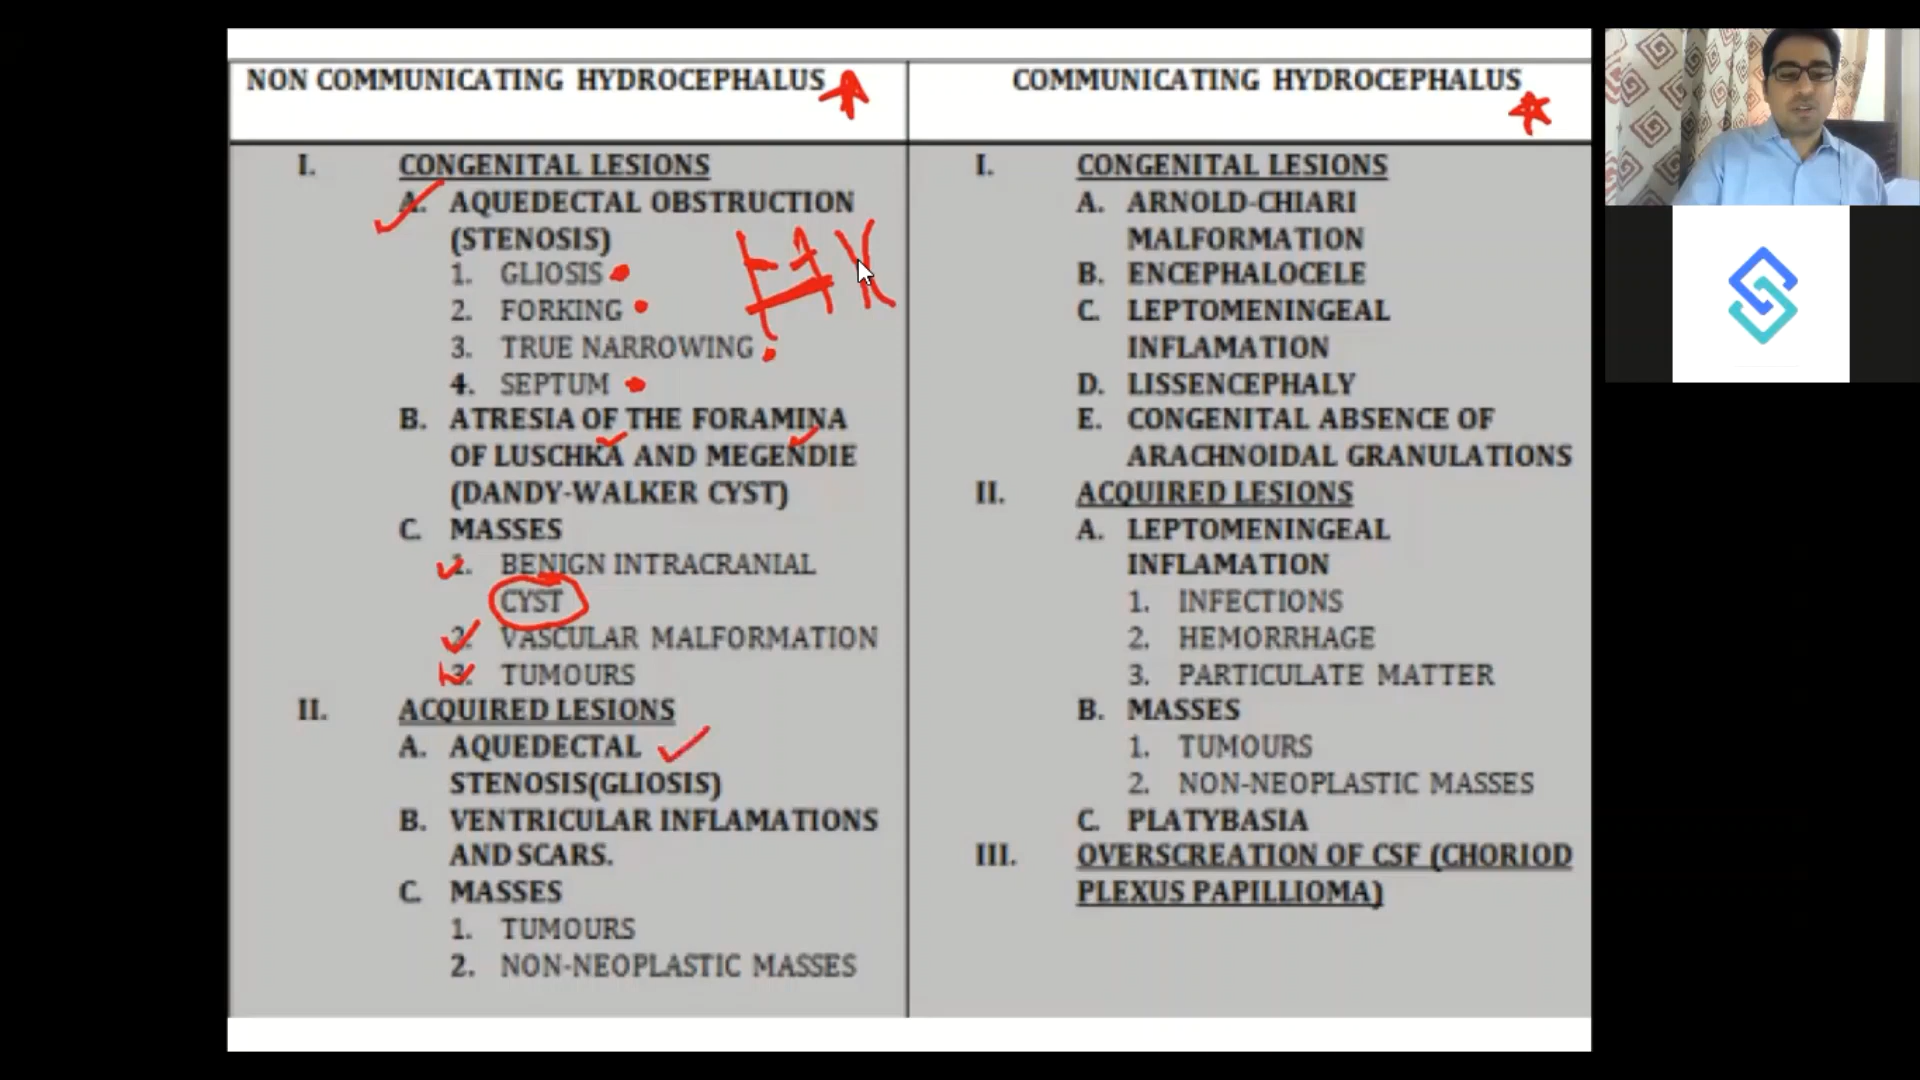 NON COMMUNICATING HYDROCEPHALUS
I. CONGENITAL LESIONS
A. AQUEDECTAL OBSTRUCTION
(STENOSIS)
1. GLIOSIS
2. FORKING
3. TRUE NARROWING
4. SEPTUM
B. ATRESIA OF THE FORAMINA
OF LUSCHKA AND MEGENDIE
(DANDY-WALKER CYST)
C. MASSES
1. BENIGN INTRACRANIAL
CYST
2. VASCULAR MALFORMATION
3. TUMOURS
II. ACQUIRED LESIONS
A. AQUEDECTAL
STENOSIS(GLIOSIS)
B. VENTRICULAR INFLAMATIONS
AND SCARS.
C. MASSES
1. TUMOURS
2. NON-NEOPLASTIC MASSES
COMMUNICATING HYDROCEPHALUS
I. CONGENITAL LESIONS
A. ARNOLD-CHIARI
MALFORMATION
B. ENCEPHALOCELE
C. LEPTOMENINGEAL
INFLAMATION
D. LISSENCEPHALY
E. CONGENITAL ABSENCE OF
ARACHNOIDAL GRANULATIONS
II. ACQUIRED LESIONS
A. LEPTOMENINGEAL
INFLAMATION
1. INFECTIONS
2. HEMORRHAGE
3. PARTICULATE MATTER
B. MASSES
1. TUMOURS
2. NON-NEOPLASTIC MASSES
C. PLATYBASIA
III. OVERSCREATION OF CSF (CHORIOD
PLEXUS PAPILLIOMA)